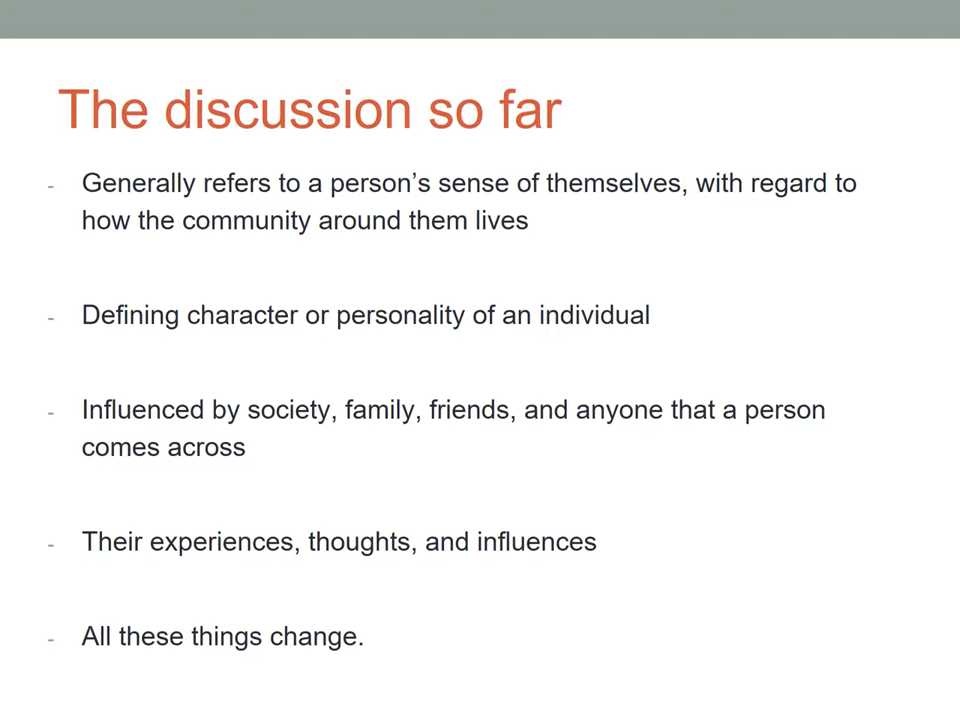 The discussion so far
- Generally refers to a person’s sense of themselves, with regard to
how the community around them lives
- Defining character or personality of an individual
- Influenced by society, family, friends, and anyone that a person
comes across
- Their experiences, thoughts, and influences
- All these things change.